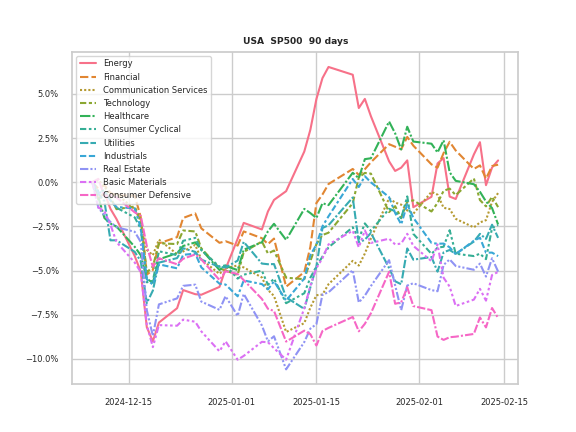 USA SP500 90 days
Energy
Financial
Communication Services
Technology
Healthcare
Consumer Cyclical
Utilities
Industrials
Real Estate
Basic Materials
Consumer Defensive
5.0%
2.5%
0.0%
−2.5%
−5.0%
−7.5%
−10.0%
2024-12-15 2025-01-01 2025-01-15 2025-02-01 2025-02-15